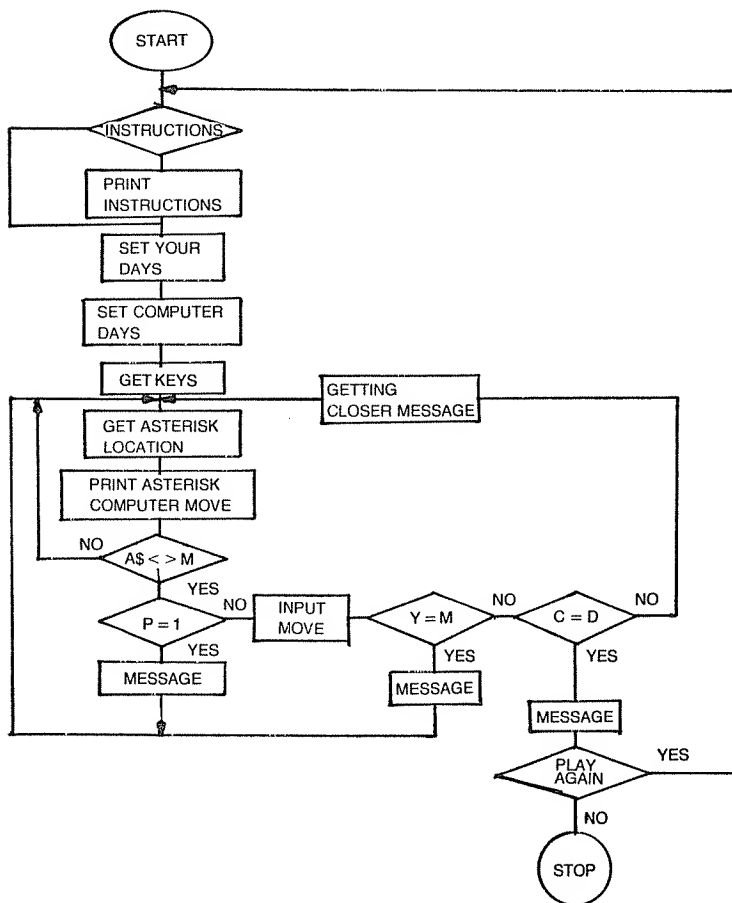 START
INSTRUCTIONS
PRINT
INSTRUCTIONS
SET YOUR
DAYS
SET COMPUTER
DAYS
GET KEYS
GETTING
CLOSER MESSAGE
GET ASTERISK
LOCATION
PRINT ASTERISK
COMPUTER MOVE
NO
A$ < > M
YES
P = 1
NO
INPUT
MOVE
Y = M
NO
C = D
NO
YES
MESSAGE
YES
MESSAGE
YES
MESSAGE
PLAY
AGAIN
YES
NO
STOP